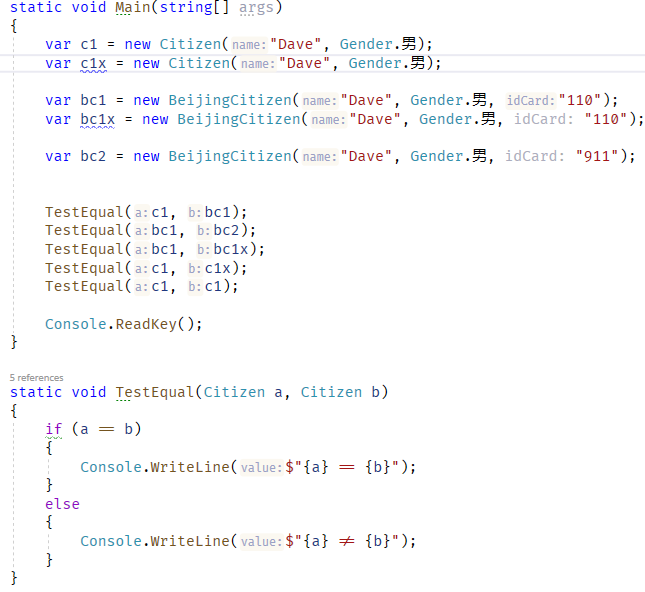 static void Main(string[] args)
{
var c1 = new Citizen(name:"Dave", Gender.男);
var c1x = new Citizen(name:"Dave", Gender.男);
var bc1 = new BeijingCitizen(name:"Dave", Gender.男, idCard:"110");
var bc1x = new BeijingCitizen(name:"Dave", Gender.男, idCard: "110");
var bc2 = new BeijingCitizen(name:"Dave", Gender.男, idCard: "911");
TestEqual(a:c1, b:bc1);
TestEqual(a:bc1, b:bc2);
TestEqual(a:bc1, b:bc1x);
TestEqual(a:c1, b:c1x);
TestEqual(a:c1, b:c1);
Console.ReadKey();
}
5 references
static void TestEqual(Citizen a, Citizen b)
{
if (a == b)
{
Console.WriteLine(value:$"{a} == {b}");
}
else
{
Console.WriteLine(value:$"{a} ≠ {b}");
}
}